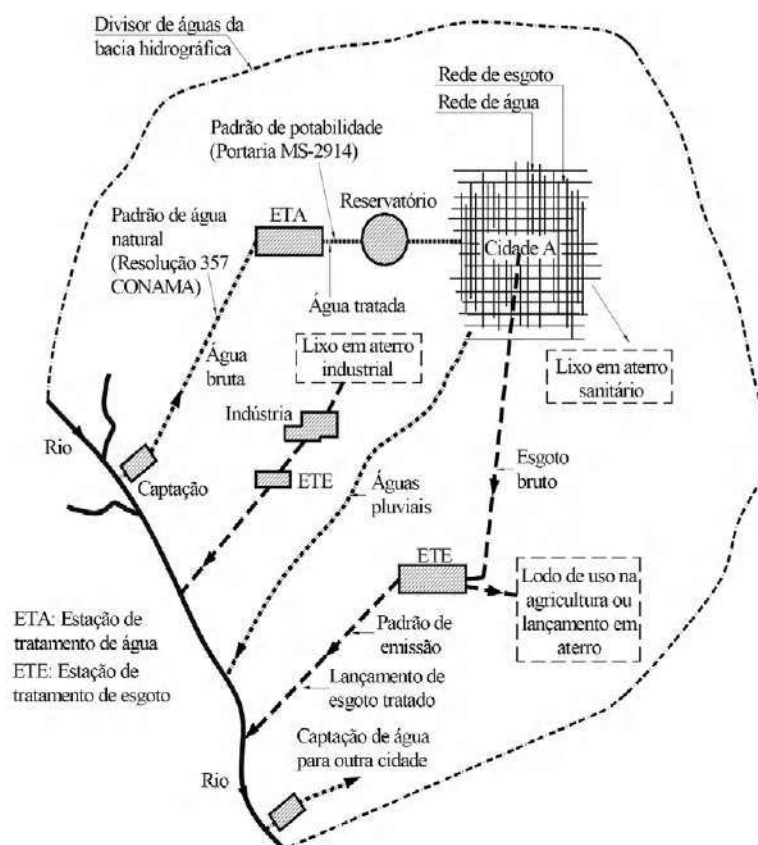 Divisor de águas da
bacia hidrográfica
Rede de esgoto
Rede de água
Padrão de potabilidade
(Portaria MS-2914)
Reservatório
ETA
Padrão de água
natural
(Resolução 357
CONAMA)
Cidade A
Água tratada
Água
bruta
Lixo em aterro
industrial
Lixo em aterro
sanitário
Indústria
Rio
Captação
ETE
Águas
pluviais
Esgoto
bruto
ETE
Lodo de uso na
agricultura ou
lançamento em
aterro
ETA: Estação de
tratamento de água
ETE: Estação de
tratamento de esgoto
Padrão de
emissão
Lançamento de
esgoto tratado
Captação de água
para outra cidade
Rio